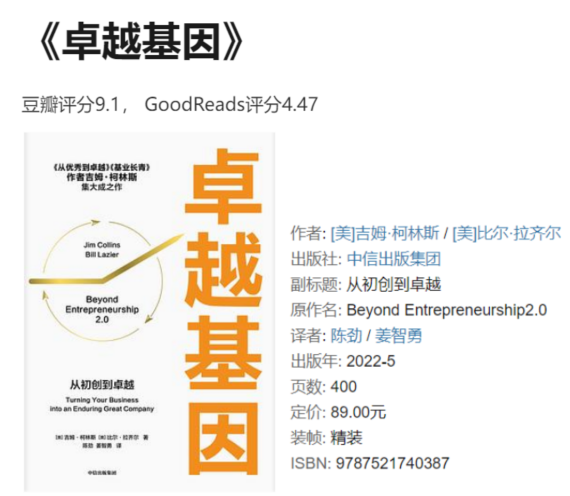 《卓越基因》
豆瓣评分9.1， GoodReads评分4.47
《从优秀到卓越》《基业长青》
作者吉姆·柯林斯
集大成之作
Jim Collins
Bill Lazier
Beyond
Entrepreneurship
2.0
从初创到卓越
Turning Your Business
into an Enduring Great Company
[美]吉姆·柯林斯 [美]比尔·拉齐尔 著
陈劲 姜智勇 译
中信出版集团
卓越基因
作者: [美]吉姆·柯林斯 / [美]比尔·拉齐尔
出版社: 中信出版集团
副标题: 从初创到卓越
原作名: Beyond Entrepreneurship2.0
译者: 陈劲 / 姜智勇
出版年: 2022-5
页数: 400
定价: 89.00元
装帧: 精装
ISBN: 9787521740387